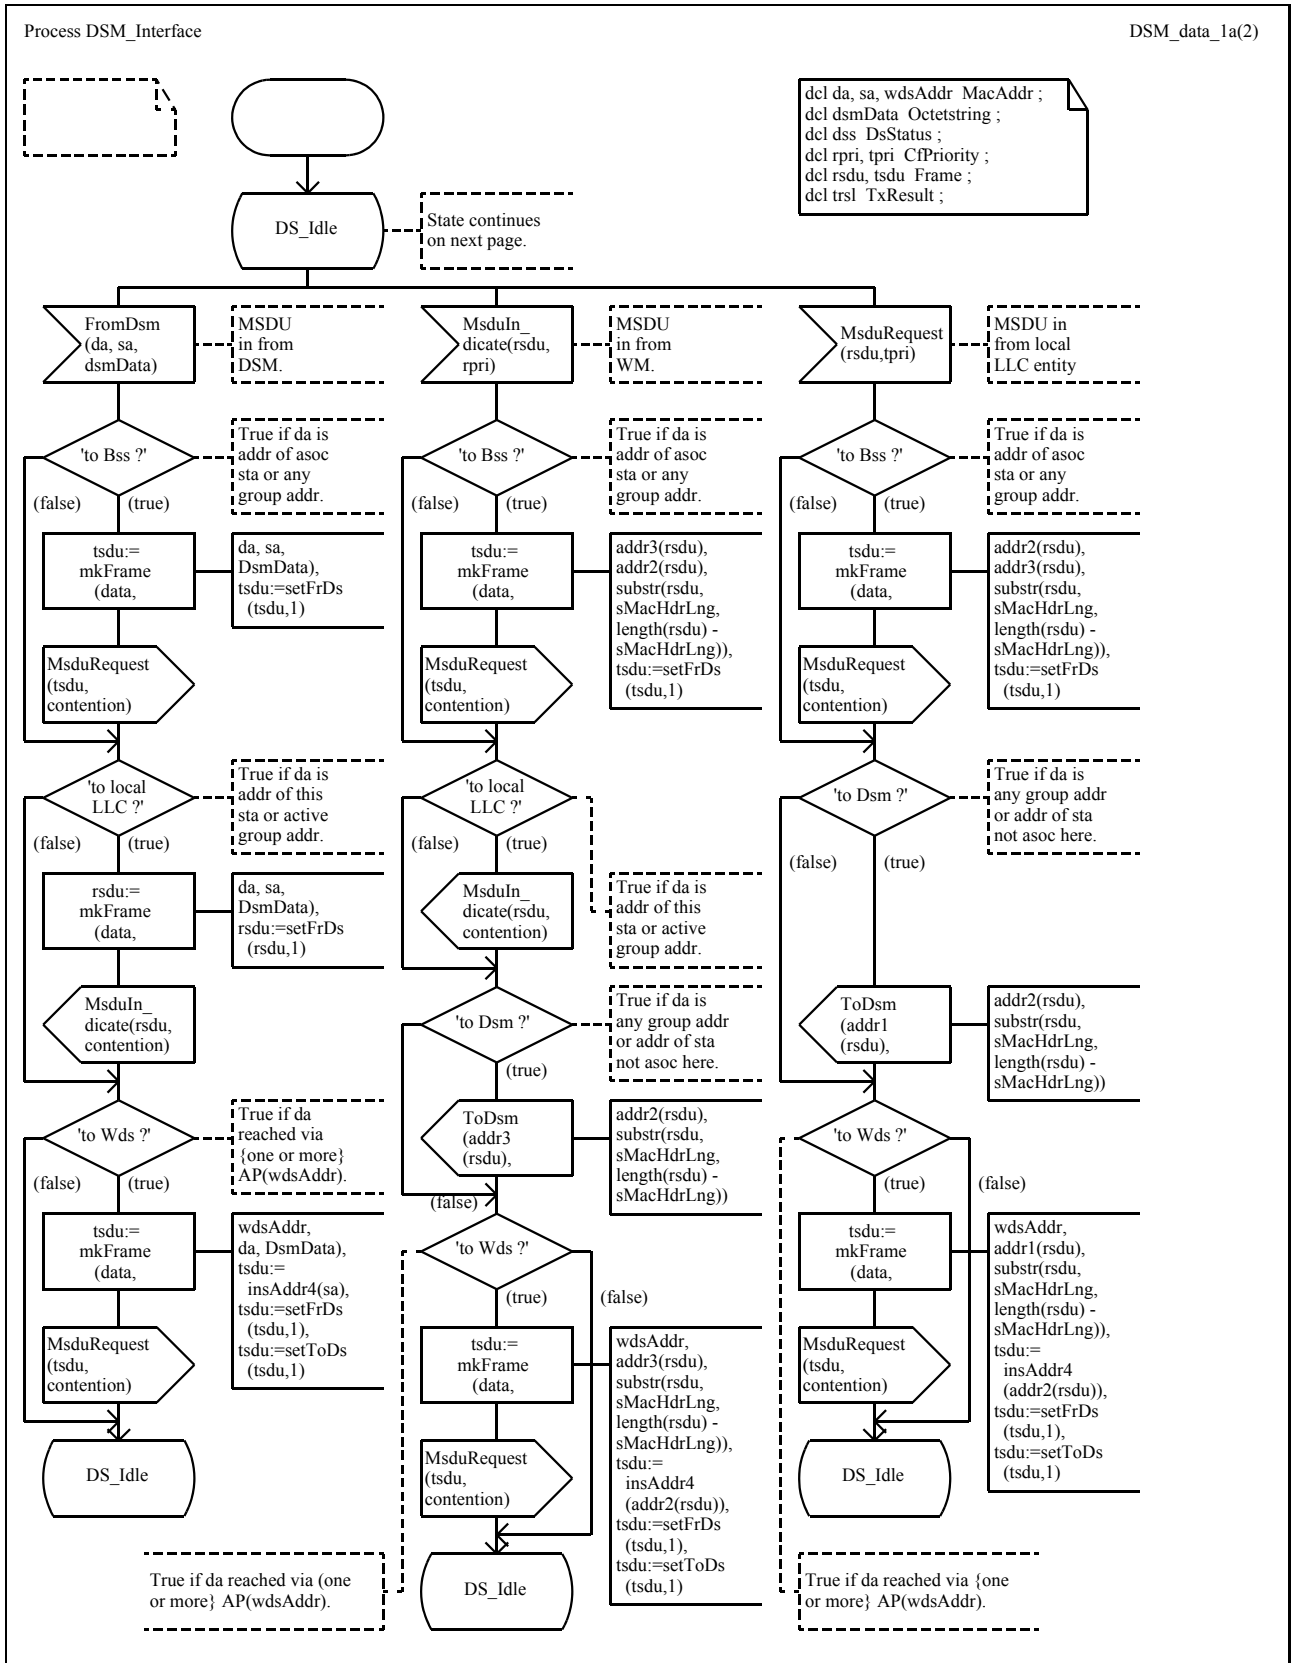 Process DSM_Interface
DSM_data_1a(2)
dcl da, sa, wdsAddr MacAddr ;
dcl dsmData Octetstring ;
dcl dss DsStatus ;
dcl rpri, tpri CfPriority ;
dcl rsdu, tsdu Frame ;
dcl trsl TxResult ;
DS_Idle
State continues
on next page.
FromDsm
(da, sa,
dsmData)
MSDU
in from
DSM.
'to Bss ?'
True if da is
addr of asoc
sta or any
group addr.
(false)
(true)
tsdu:=
mkFrame
(data,
da, sa,
DsmData),
tsdu:=setFrDs
(tsdu,1)
MsduRequest
(tsdu,
contention)
'to local
LLC ?'
True if da is
addr of this
sta or active
group addr.
(false)
(true)
rsdu:=
mkFrame
(data,
da, sa,
DsmData),
rsdu:=setFrDs
(rsdu,1)
MsduIn_
dicate(rsdu,
contention)
'to Wds ?'
True if da
reached via
{one or more}
AP(wdsAddr).
(false)
(true)
tsdu:=
mkFrame
(data,
wdsAddr,
da, DsmData),
tsdu:=
insAddr4(sa),
tsdu:=setFrDs
(tsdu,1),
tsdu:=setToDs
(tsdu,1)
MsduRequest
(tsdu,
contention)
DS_Idle
MsduIn_
dicate(rsdu,
rpri)
MSDU
in from
WM.
'to Bss ?'
True if da is
addr of asoc
sta or any
group addr.
(false)
(true)
tsdu:=
mkFrame
(data,
addr3(rsdu),
addr2(rsdu),
substr(rsdu,
sMacHdrLng,
length(rsdu) -
sMacHdrLng)),
tsdu:=setFrDs
(tsdu,1)
MsduRequest
(tsdu,
contention)
'to local
LLC ?'
(false)
(true)
MsduIn_
dicate(rsdu,
contention)
True if da is
addr of this
sta or active
group addr.
'to Dsm ?'
True if da is
any group addr
or addr of sta
not asoc here.
(true)
ToDsm
(addr3
(rsdu),
addr2(rsdu),
substr(rsdu,
sMacHdrLng,
length(rsdu) -
sMacHdrLng))
(false)
'to Wds ?'
(true)
(false)
tsdu:=
mkFrame
(data,
wdsAddr,
addr3(rsdu),
substr(rsdu,
sMacHdrLng,
length(rsdu) -
sMacHdrLng)),
tsdu:=
insAddr4
(addr2(rsdu)),
tsdu:=setFrDs
(tsdu,1),
tsdu:=setToDs
(tsdu,1)
MsduRequest
(tsdu,
contention)
True if da reached via (one
or more} AP(wdsAddr).
DS_Idle
MsduRequest
(rsdu,tpri)
MSDU in
from local
LLC entity
'to Bss ?'
True if da is
addr of asoc
sta or any
group addr.
(false)
(true)
tsdu:=
mkFrame
(data,
addr2(rsdu),
addr3(rsdu),
substr(rsdu,
sMacHdrLng,
length(rsdu) -
sMacHdrLng)),
tsdu:=setFrDs
(tsdu,1)
MsduRequest
(tsdu,
contention)
'to Dsm ?'
True if da is
any group addr
or addr of sta
not asoc here.
(false)
(true)
ToDsm
(addr1
(rsdu),
addr2(rsdu),
substr(rsdu,
sMacHdrLng,
length(rsdu) -
sMacHdrLng))
'to Wds ?'
(true)
(false)
tsdu:=
mkFrame
(data,
wdsAddr,
addr1(rsdu),
substr(rsdu,
sMacHdrLng,
length(rsdu) -
sMacHdrLng)),
tsdu:=
insAddr4
(addr2(rsdu)),
tsdu:=setFrDs
(tsdu,1),
tsdu:=setToDs
(tsdu,1)
MsduRequest
(tsdu,
contention)
DS_Idle
True if da reached via {one
or more} AP(wdsAddr).